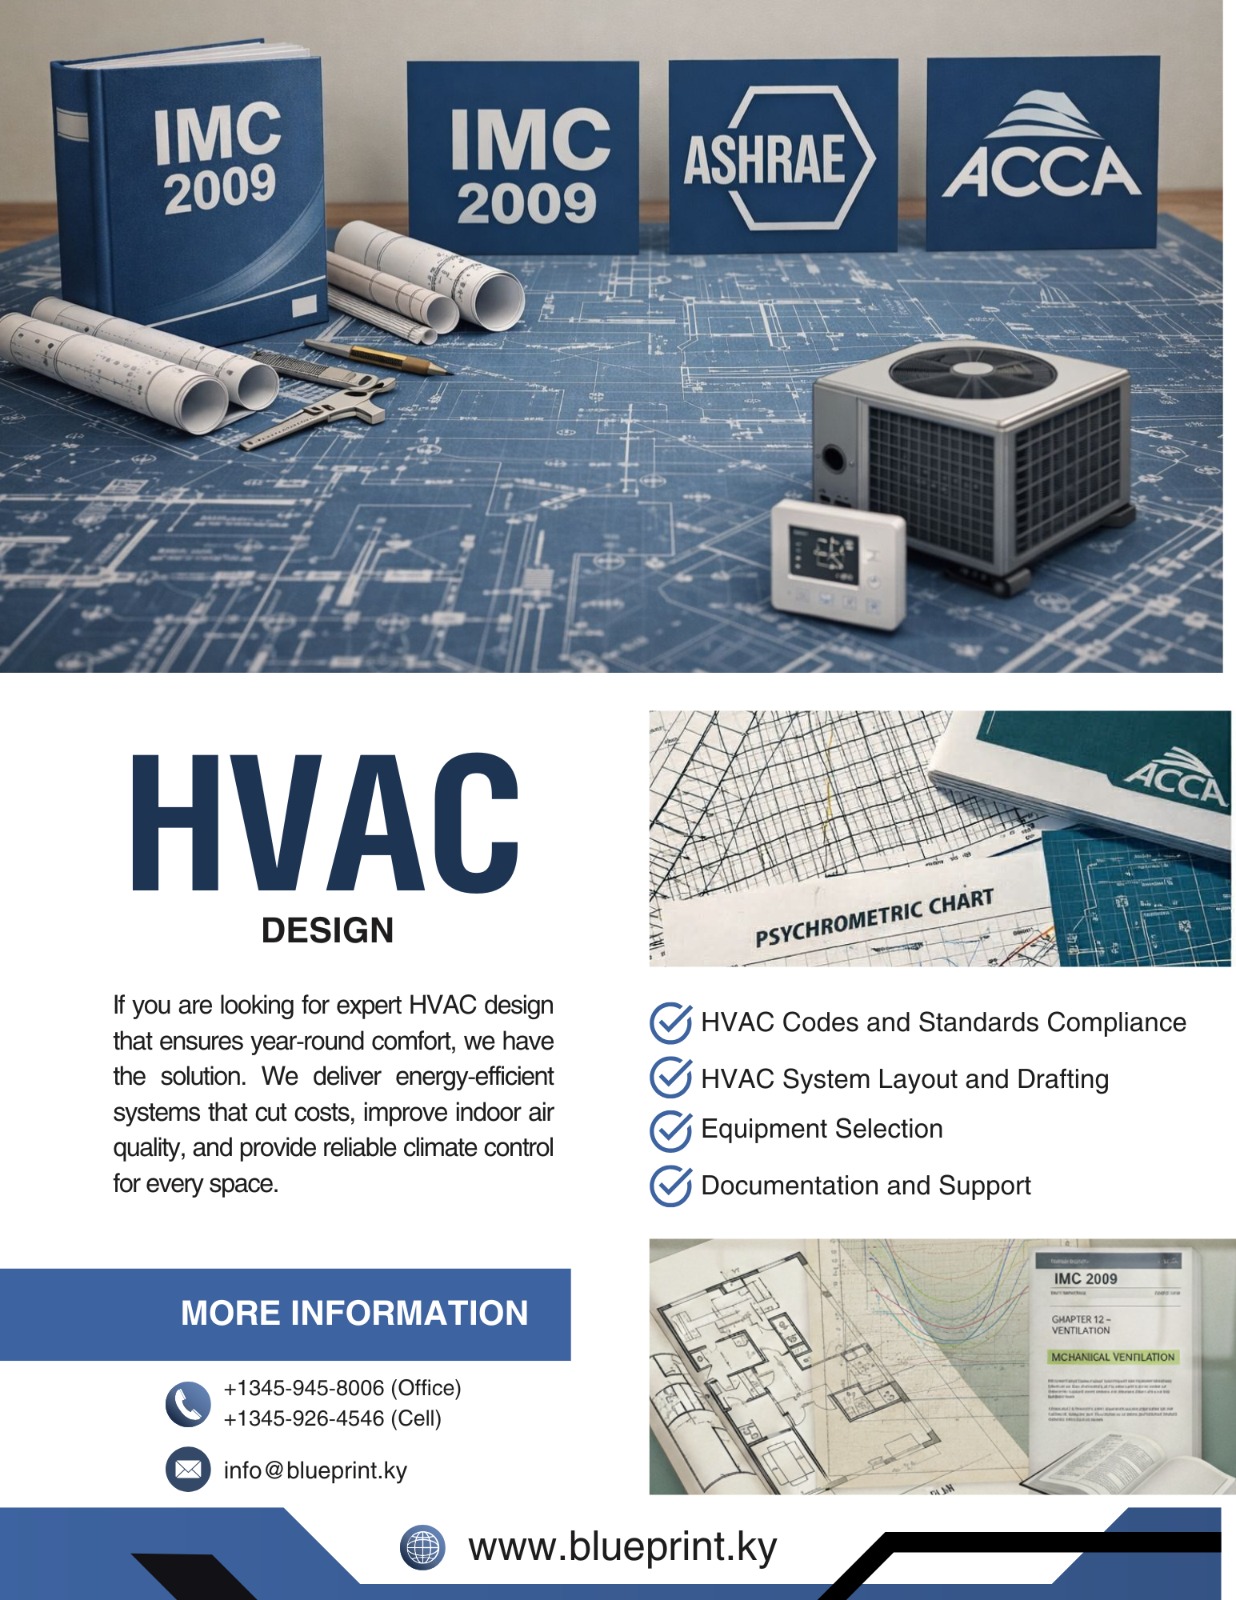 IMC
2009
IMC
2009
ASHRAE
ACCA
HVAC
DESIGN
If you are looking for expert HVAC design
that ensures year-round comfort, we have
the solution. We deliver energy-efficient
systems that cut costs, improve indoor air
quality, and provide reliable climate control
for every space.
ACCA
PSYCHROMETRIC CHART
HVAC Codes and Standards Compliance
HVAC System Layout and Drafting
Equipment Selection
Documentation and Support
IMC 2009
GHAPTER 12 –
VENTILATION
MCHANIICAL VENTILATION
MORE INFORMATION
+1345-945-8006 (Office)
+1345-926-4546 (Cell)
info@blueprint.ky
www.blueprint.ky